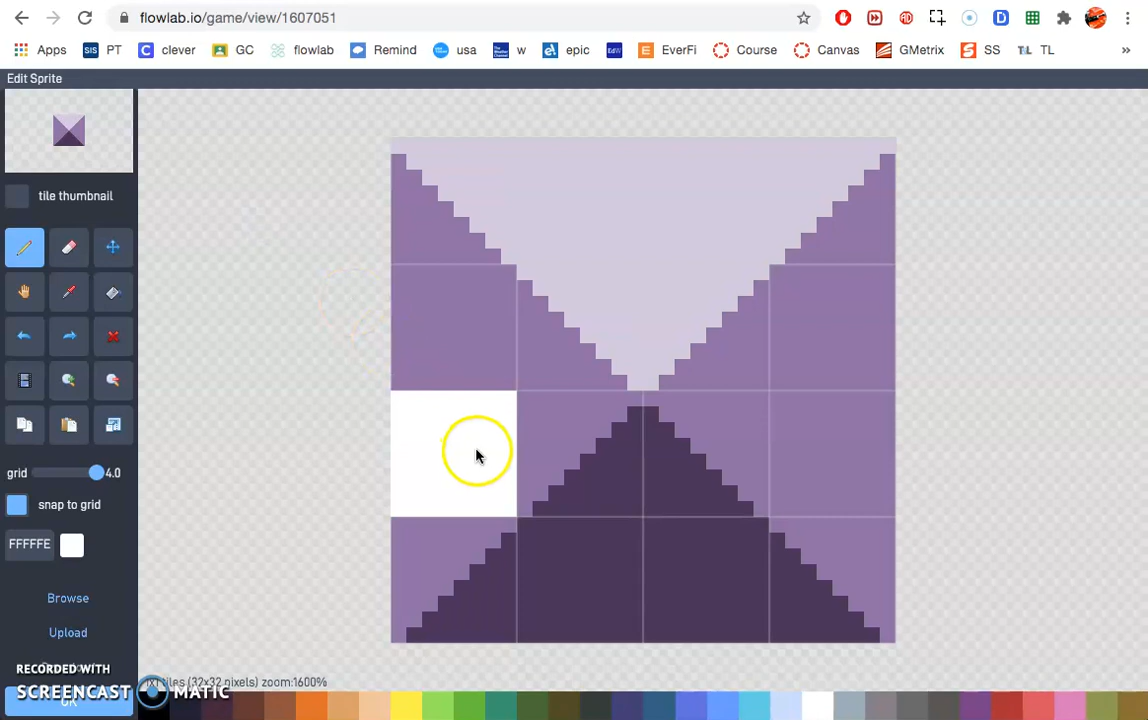 flowlab.io/game/view/1607051
Apps PT clever GC flowlab Remind usa w epic EverFi Course Canvas GMetrix SS TL »
Edit Sprite
tile thumbnail
grid 4.0
snap to grid
FFFFFE
Browse
Upload
RECORDED WITH
SCREENCAST MATIC
1x1 tiles (32x32 pixels) zoom:1600%